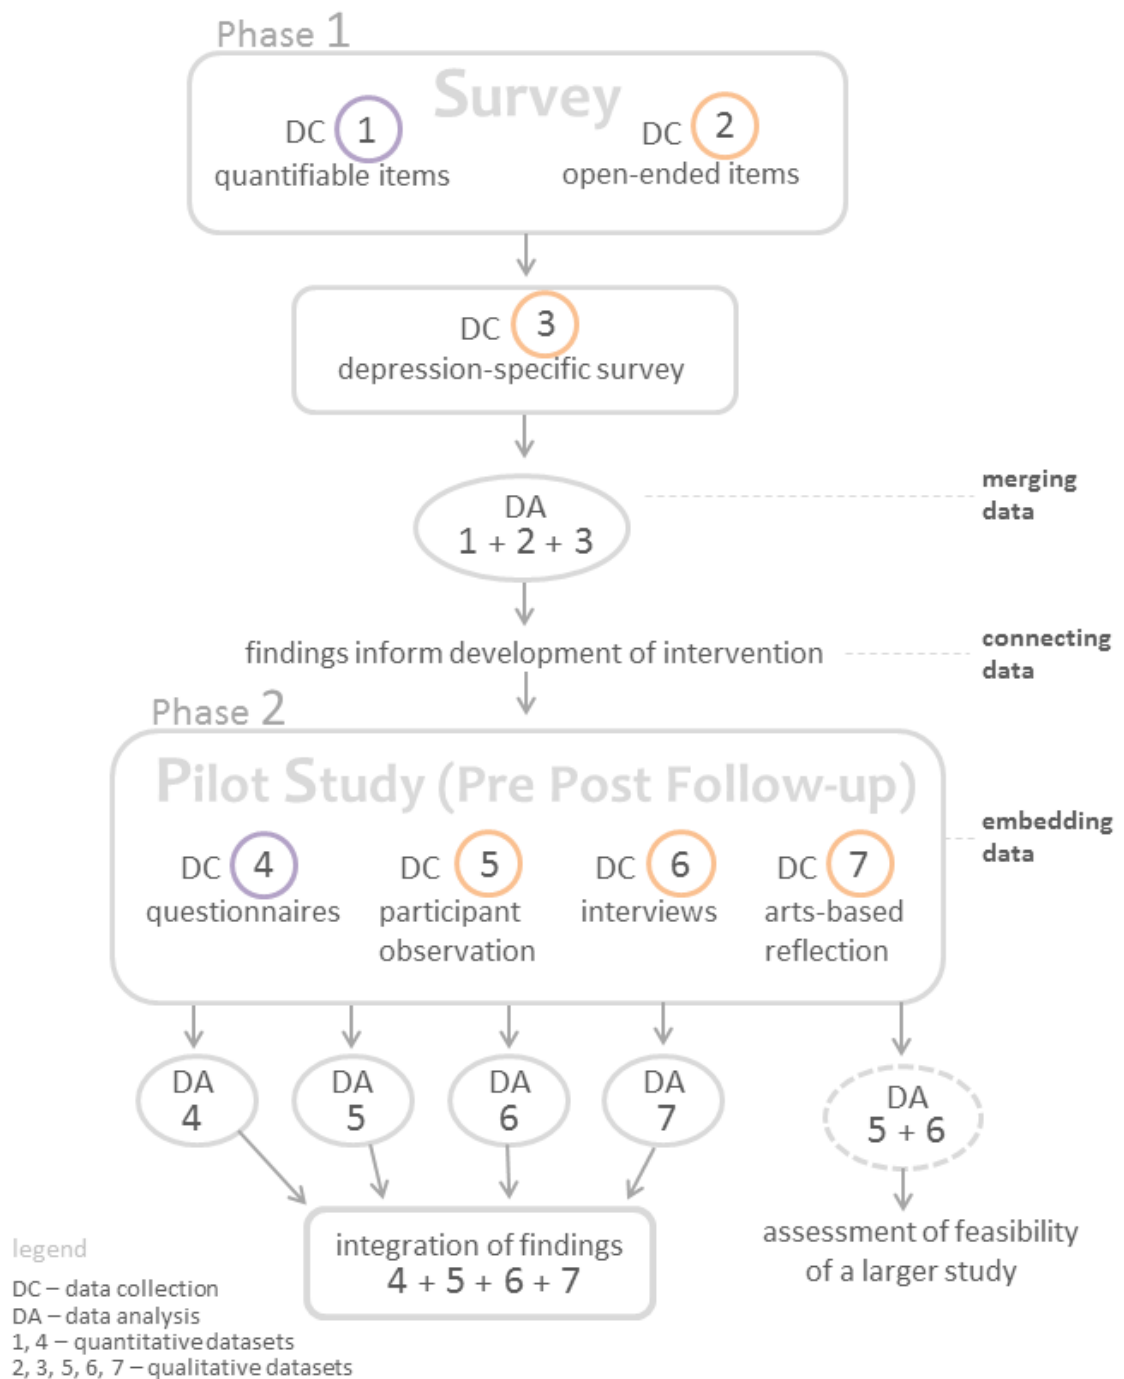 Phase 1
Survey
DC 1
quantifiable items
DC 2
open-ended items
DC 3
depression-specific survey
DA
1 + 2 + 3
merging
data
findings inform development of intervention
connecting
data
Phase 2
Pilot Study (Pre Post Follow-up)
embedding
data
DC 4
questionnaires
DC 5
participant
observation
DC 6
interviews
DC 7
arts-based
reflection
DA
4
DA
5
DA
6
DA
7
DA
5 + 6
integration of findings
4 + 5 + 6 + 7
assessment of feasibility
of a larger study
legend
DC – data collection
DA – data analysis
1, 4 – quantitative datasets
2, 3, 5, 6, 7 – qualitative datasets